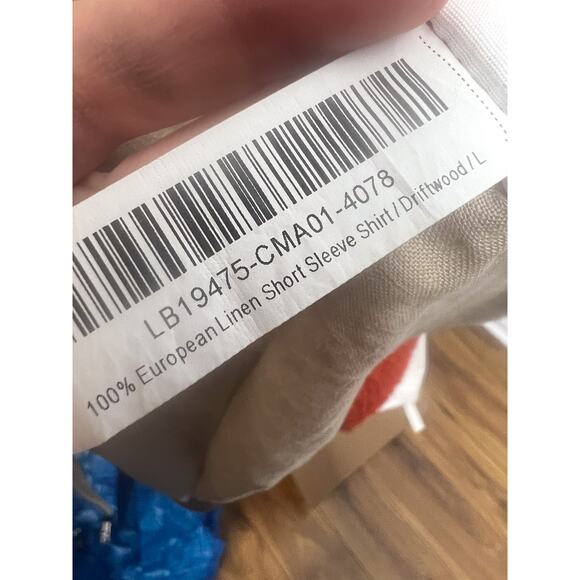 LB19475-CMA01-4078
100% European Linen Short Sleeve Shirt / Driftwood / L